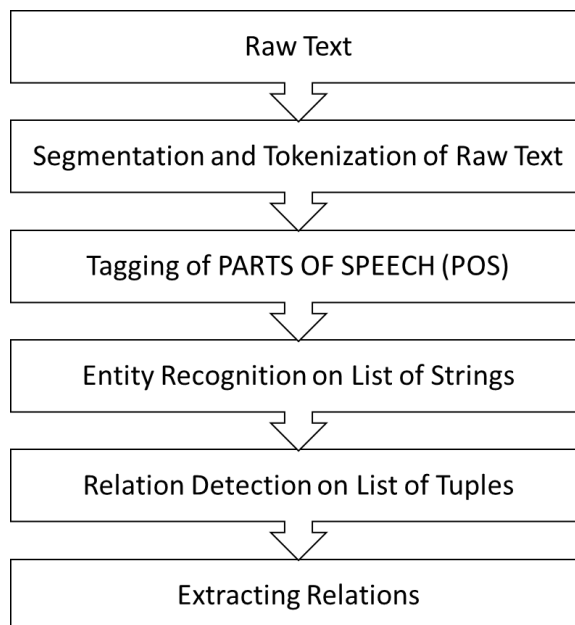 Raw Text
Segmentation and Tokenization of Raw Text
Tagging of PARTS OF SPEECH (POS)
Entity Recognition on List of Strings
Relation Detection on List of Tuples
Extracting Relations